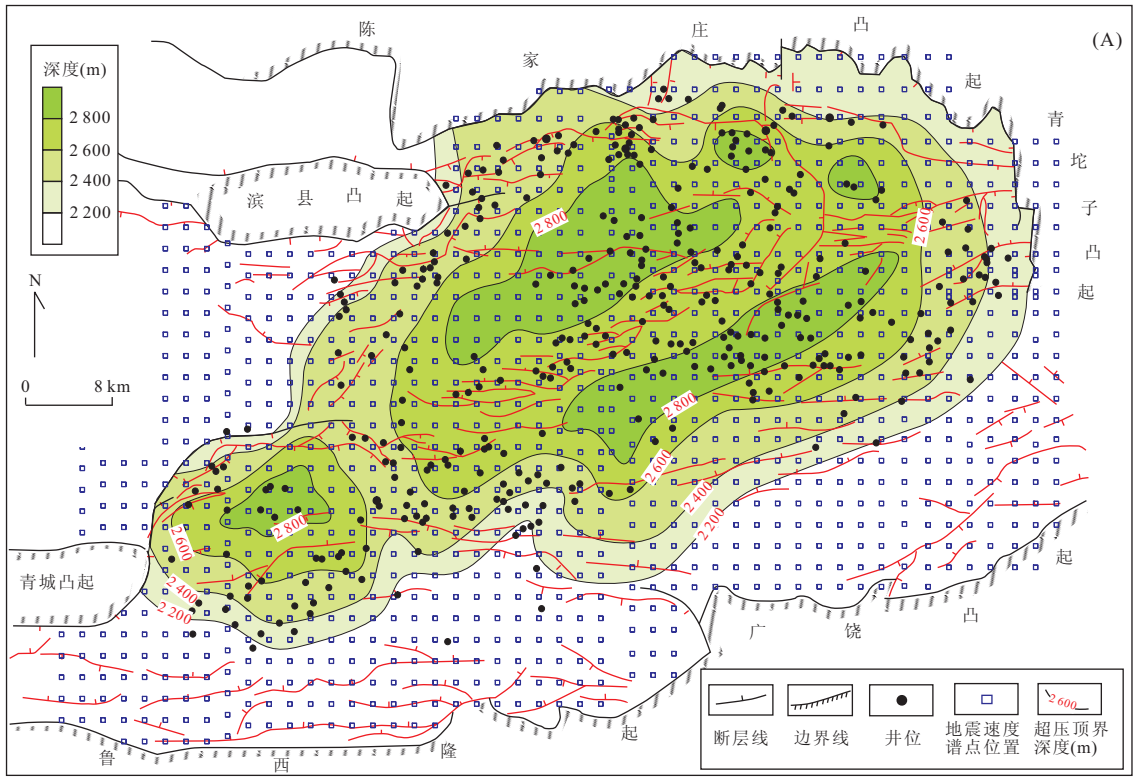 (A)
陈
家
庄
凸
起
青
坨
子
凸
起
深度(m)
2 800
2 600
2 400
2 200
滨 县 凸 起
N
0 8 km
2 800
2 600
2 800
2 600
2 400
2 200
2 800
2 600
2 400
2 200
青城凸起
鲁
西
隆
起
广
饶
凸
起
2 600
断层线
边界线
井位
地震速度
谱点位置
超压顶界
深度(m)